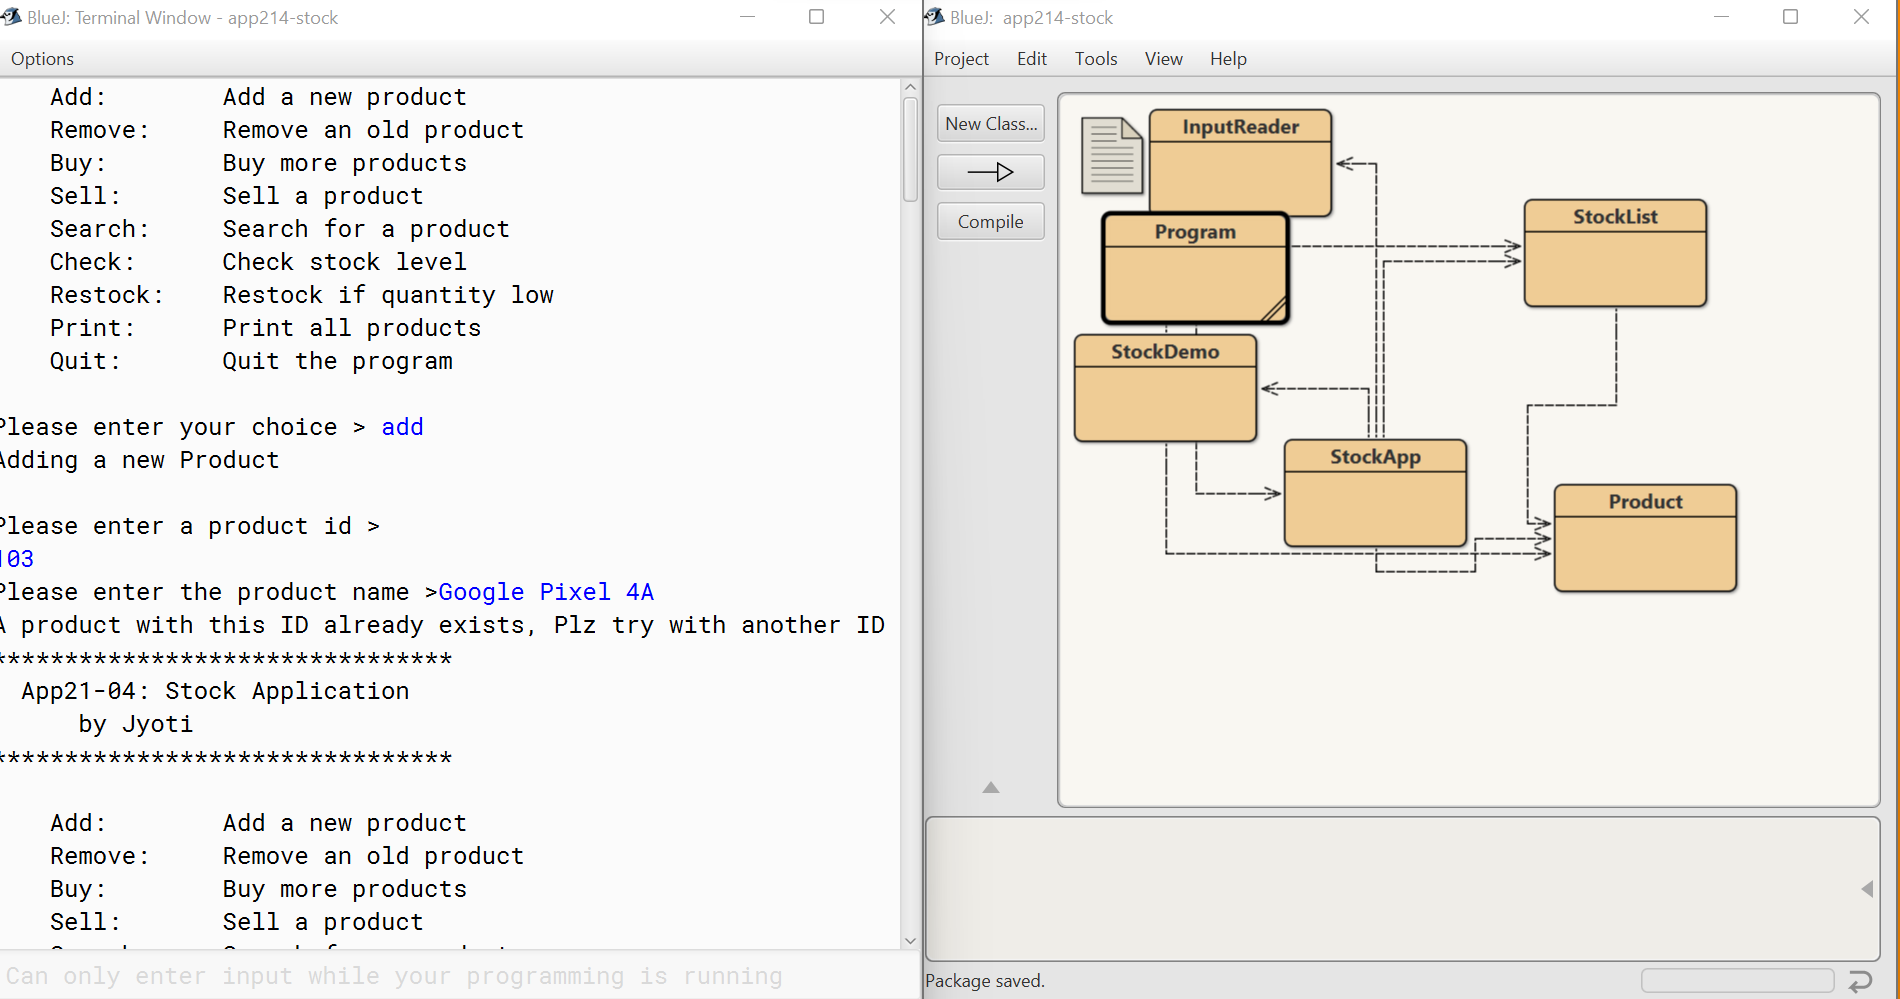 BlueJ: Terminal Window - app214-stock
Options
Add: Add a new product
Remove: Remove an old product
Buy: Buy more products
Sell: Sell a product
Search: Search for a product
Check: Check stock level
Restock: Restock if quantity low
Print: Print all products
Quit: Quit the program
Please enter your choice > add
Adding a new Product
Please enter a product id >
103
Please enter the product name >Google Pixel 4A
A product with this ID already exists, Plz try with another ID
********************************
App21-04: Stock Application
by Jyoti
********************************
Add: Add a new product
Remove: Remove an old product
Buy: Buy more products
Sell: Sell a product
Can only enter input while your programming is running
BlueJ: app214-stock
Project Edit Tools View Help
New Class...
Compile
InputReader
Program
StockList
StockDemo
StockApp
Product
Package saved.